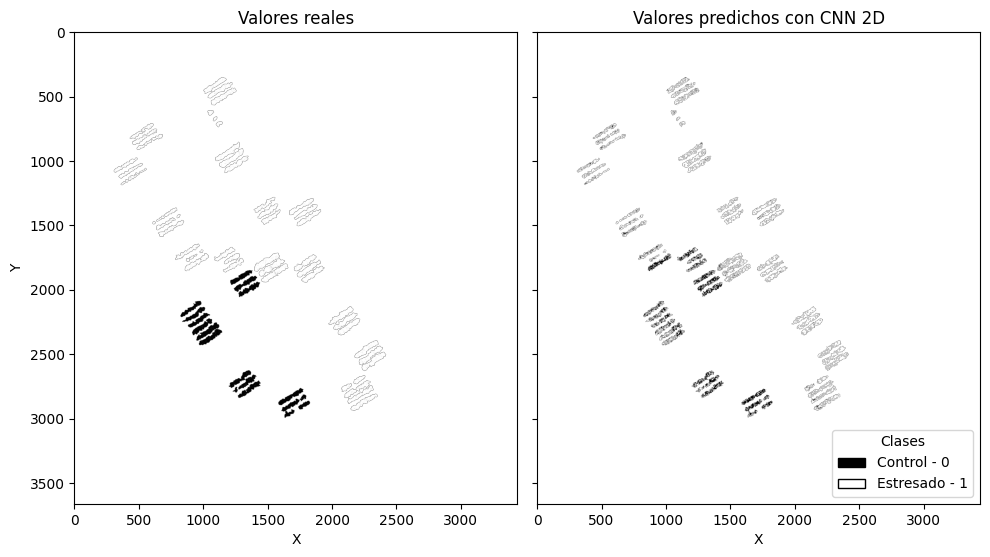 Valores reales
Valores predichos con CNN 2D
0
500
1000
1500
2000
2500
3000
3500
Y
0 500 1000 1500 2000 2500 3000
X
0 500 1000 1500 2000 2500 3000
X
Clases
Control - 0
Estresado - 1